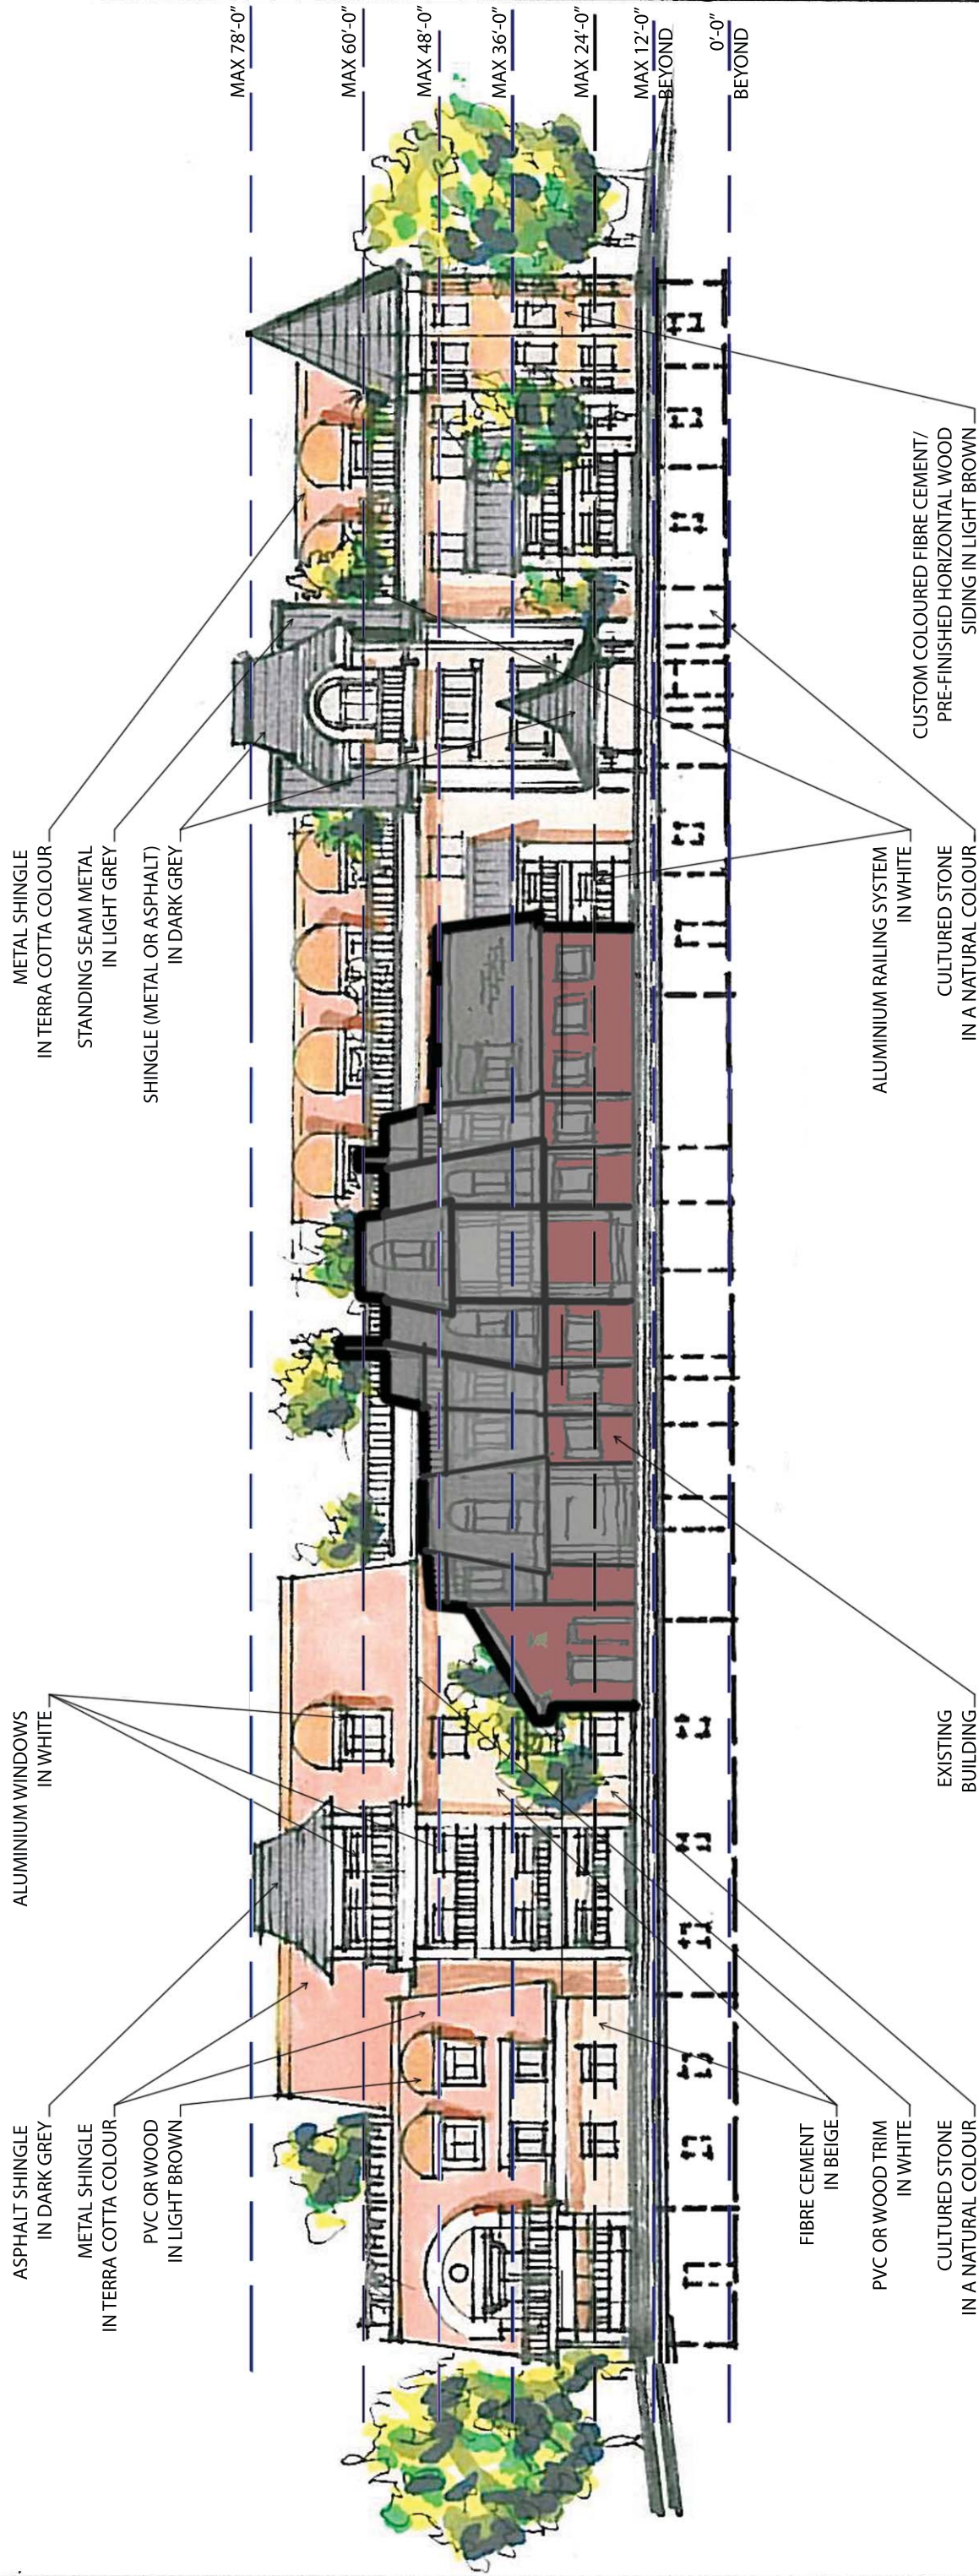 ASPHALT SHINGLE
IN DARK GREY
METAL SHINGLE
IN TERRA COTTA COLOUR
PVC OR WOOD
IN LIGHT BROWN
ALUMINIUM WINDOWS
IN WHITE
METAL SHINGLE
IN TERRA COTTA COLOUR
STANDING SEAM METAL
IN LIGHT GREY
SHINGLE (METAL OR ASPHALT)
IN DARK GREY
MAX 78'-0"
MAX 60'-0"
MAX 48'-0"
MAX 36'-0"
MAX 24'-0"
MAX 12'-0"
BEYOND
0'-0"
BEYOND
FIBRE CEMENT
IN BEIGE
PVC OR WOOD TRIM
IN WHITE
CULTURED STONE
IN A NATURAL COLOUR
EXISTING
BUILDING
ALUMINIUM RAILING SYSTEM
IN WHITE
CULTURED STONE
IN A NATURAL COLOUR
CUSTOM COLOURED FIBRE CEMENT/
PRE-FINISHED HORIZONTAL WOOD
SIDING IN LIGHT BROWN